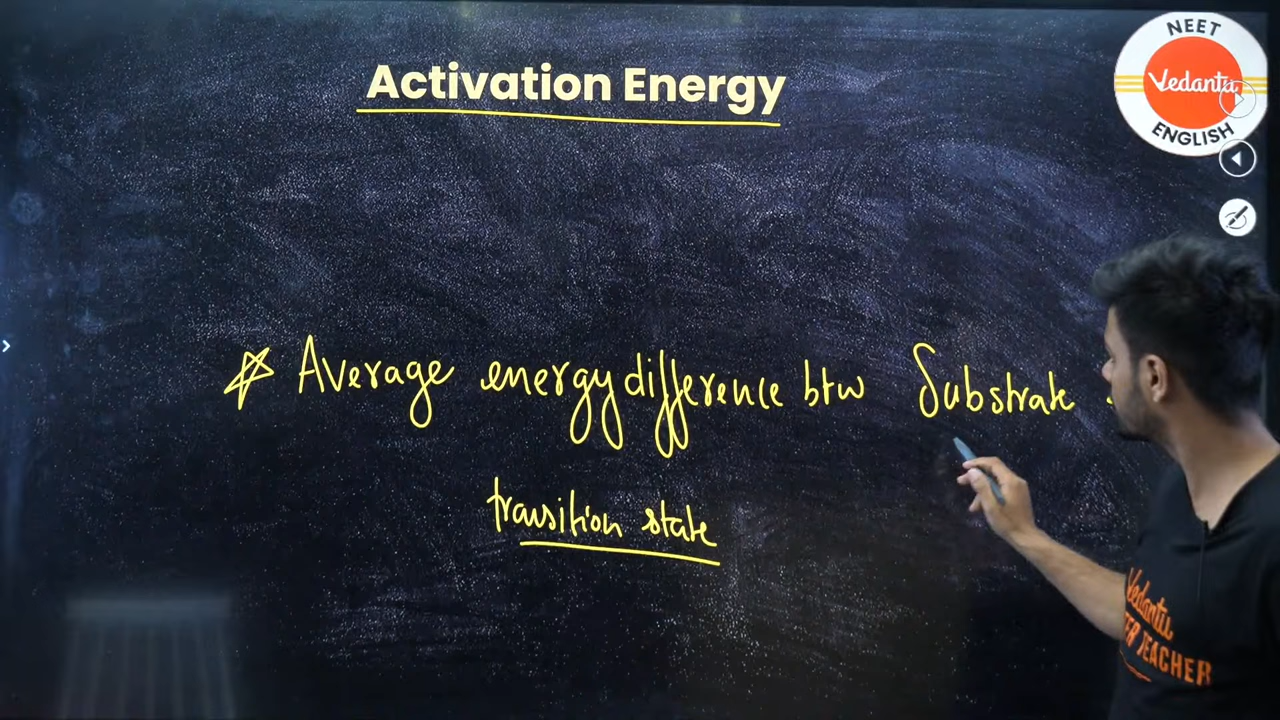 Activation Energy
NEET
Vedantu
ENGLISH
Average energy difference btw Substrate
transition state
Vedantu
TEACHER